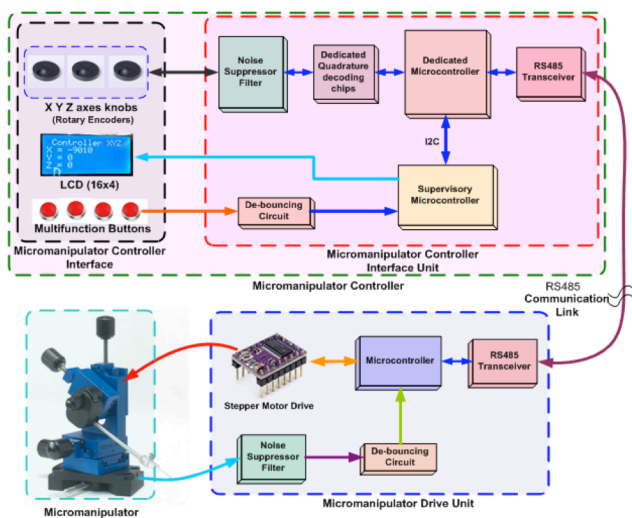 X Y Z axes knobs
(Rotary Encoders)
Controller XYZ
X = -9010
Y = 0
Z = 0
LCD (16x4)
Multifunction Buttons
Micromanipulator Controller
Interface
Noise
Suppressor
Filter
Dedicated
Quadrature
decoding
chips
Dedicated
Microcontroller
RS485
Transceiver
I2C
Supervisory
Microcontroller
De-bouncing
Circuit
Micromanipulator Controller
Interface Unit
Micromanipulator Controller
RS485
Communication
Link
Stepper Motor Drive
Microcontroller
RS485
Transceiver
Noise
Suppressor
Filter
De-bouncing
Circuit
Micromanipulator
Micromanipulator Drive Unit